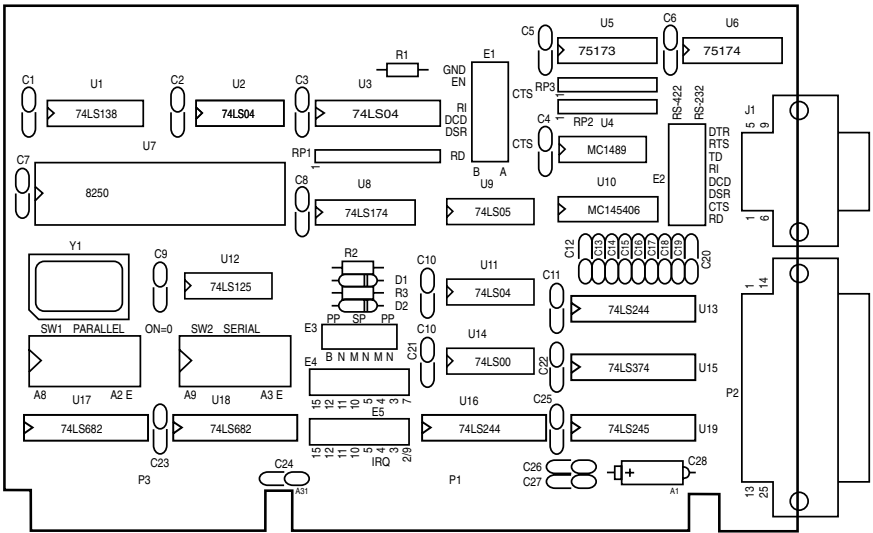 C5 U5 C6 U6
75173 75174
R1 E1
GND
EN
C1 U1 C2 U2 C3 U3
CTS RP3 1
RS-422 RS-232 J1
74LS138 74LS04 74LS04
RI
DCD
DSR
1 RP2 U4
C4
5 9
U7
CTS MC1489
DTR
RTS
TD
RI
DCD
DSR
CTS
RD
E2
RP1 1 RD
B A
C7 8250
C8 U8 U9 U10
74LS174 74LS05 MC145406
1 6
Y1 C9 U12
R2
D1
R3
D2
C10 U11
C12 C13 C14 C15 C16 C17 C18 C19 C20
74LS125 74LS04
C11 74LS244 U13
1 14
PP SP PP
SW1 PARALLEL ON=0 SW2 SERIAL
E3
B N M N M N
C10 C21 U14
74LS00
C22 74LS374 U15
E4
A8 A2 E A9 A3 E
15 12 11 10 5 4 3 7
P2
U17 U18 E5 U16 C25
74LS682 74LS682 74LS244 74LS245 U19
15 12 11 10 5 4 3 2/9
IRQ
C23 C24
C26
C27
+ C28
P3 A31 P1 A1
13 25